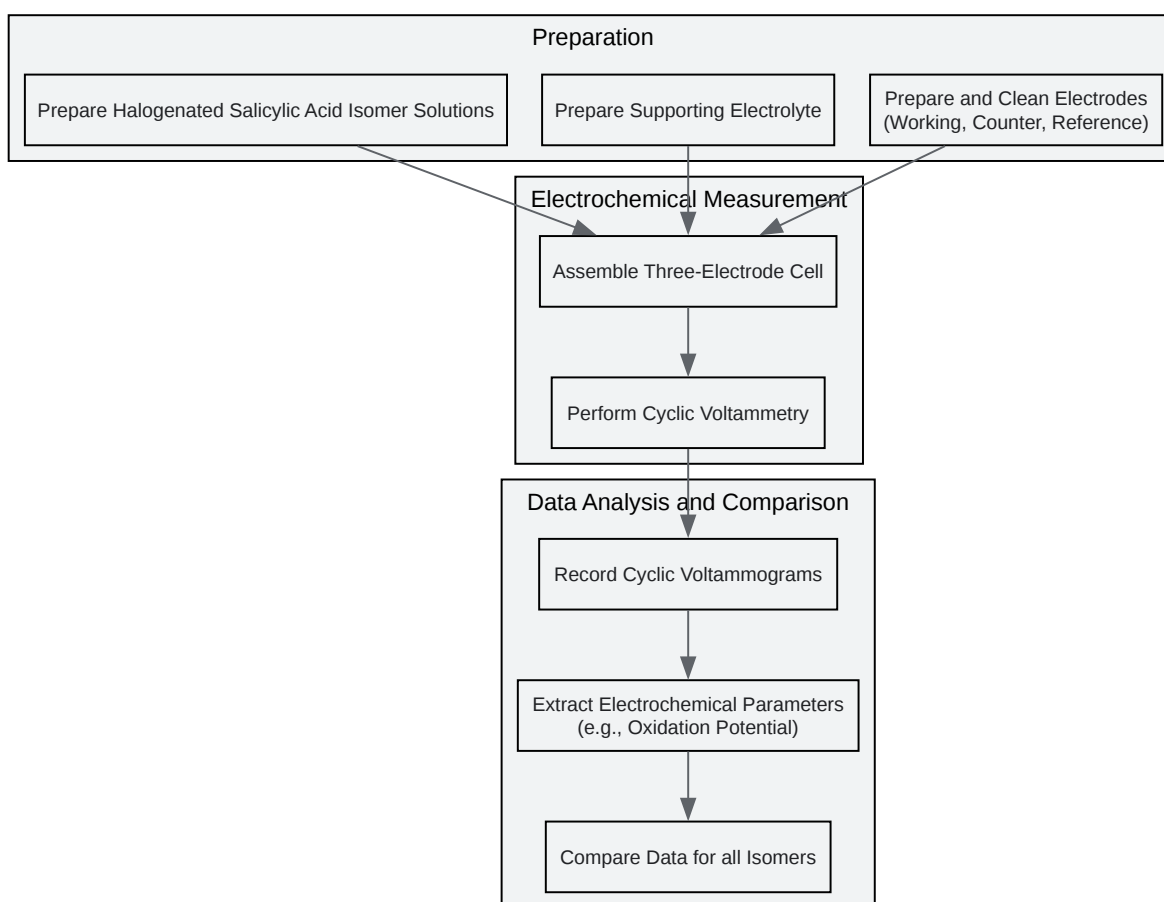 Preparation
Prepare Halogenated Salicylic Acid Isomer Solutions
Prepare Supporting Electrolyte
Prepare and Clean Electrodes
(Working, Counter, Reference)
Electrochemical Measurement
Assemble Three-Electrode Cell
Perform Cyclic Voltammetry
Data Analysis and Comparison
Record Cyclic Voltammograms
Extract Electrochemical Parameters
(e.g., Oxidation Potential)
Compare Data for all Isomers